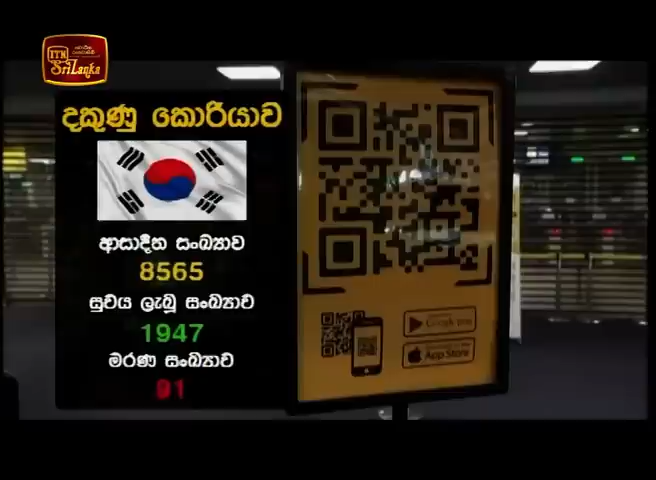 ITN
SriLanka
දකුණු කොරියාව
ආසාදිත සංඛ්‍යාව
8565
සුවය ලැබූ සංඛ්‍යාව
1947
මරණ සංඛ්‍යාව
91
Google Play
App Store